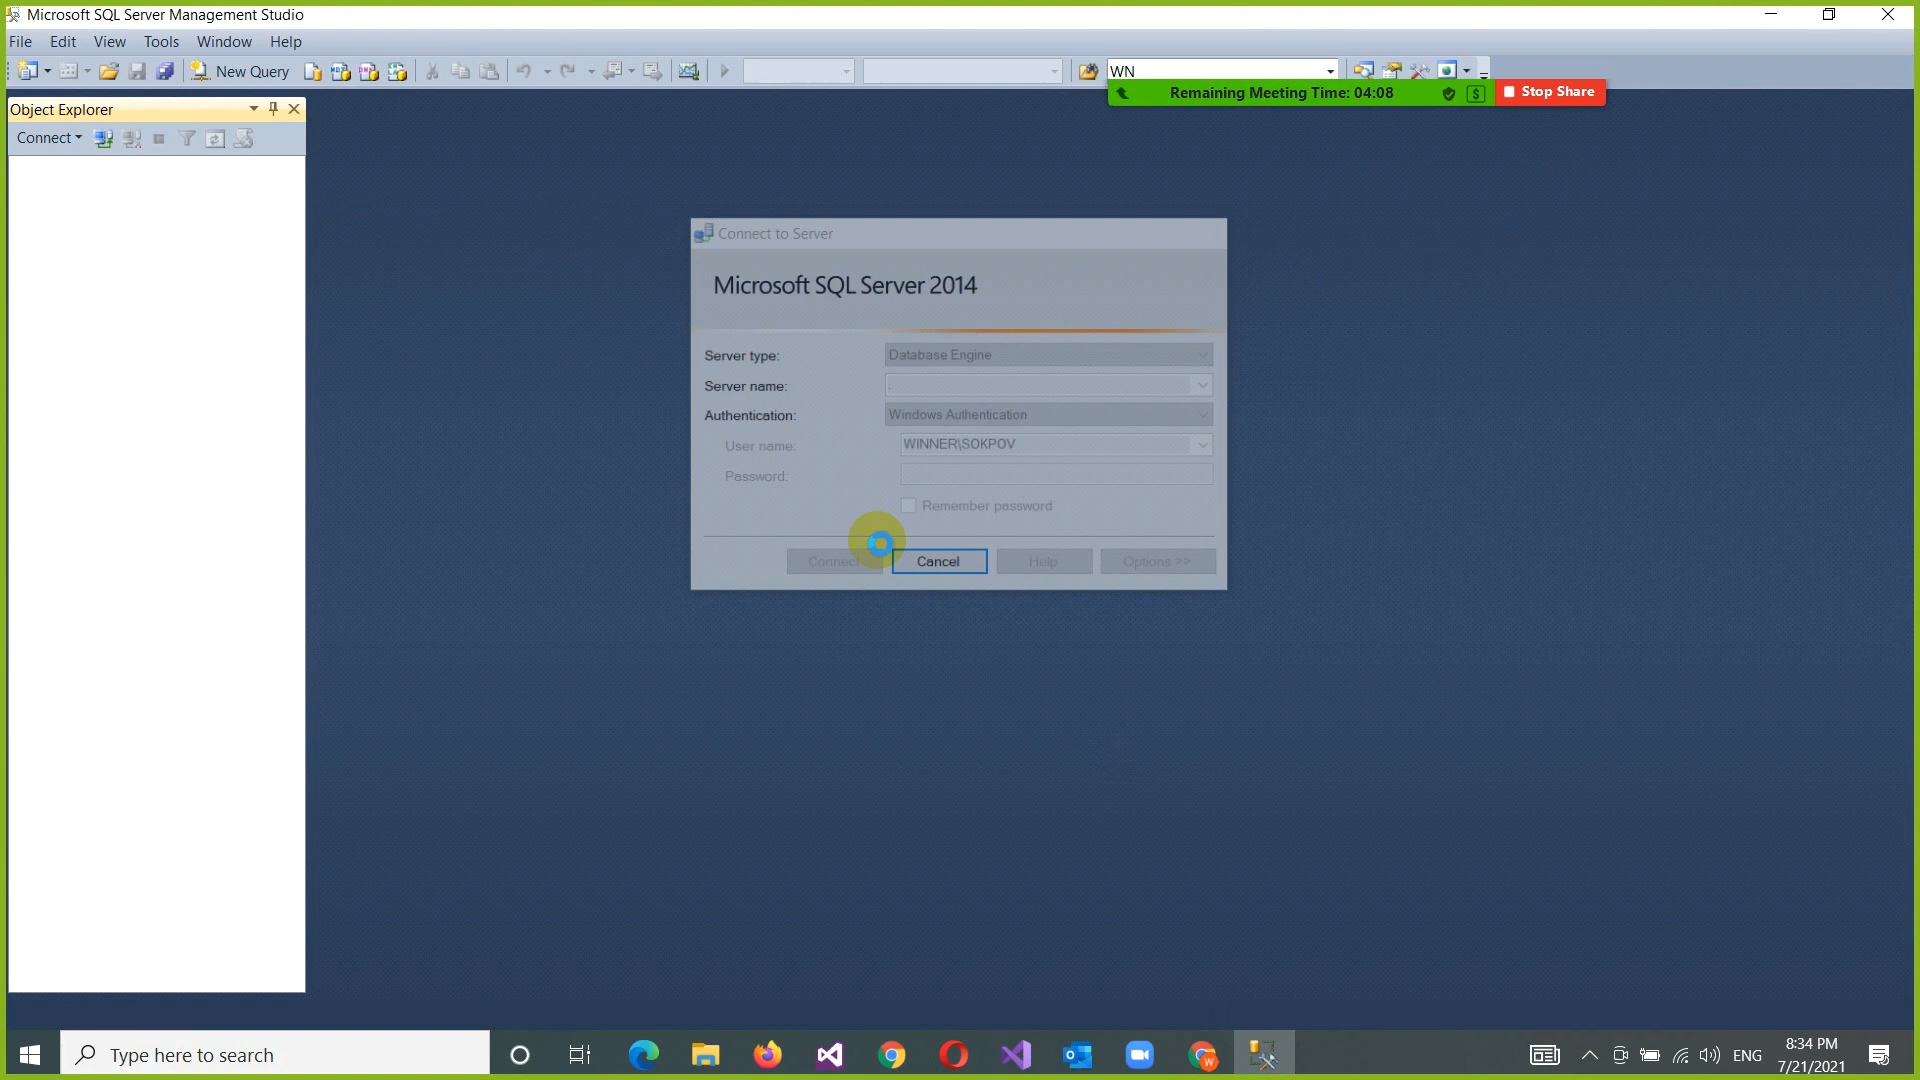 Microsoft SQL Server Management Studio
File Edit View Tools Window Help
New Query
WN
Remaining Meeting Time: 04:08
$
Stop Share
Object Explorer
Connect
Connect to Server
Microsoft SQL Server 2014
Server type: Database Engine
Server name: .
Authentication: Windows Authentication
User name: WINNER\SOKPOV
Password:
Remember password
Connect Cancel Help Options >>
Type here to search
ENG
8:34 PM
7/21/2021